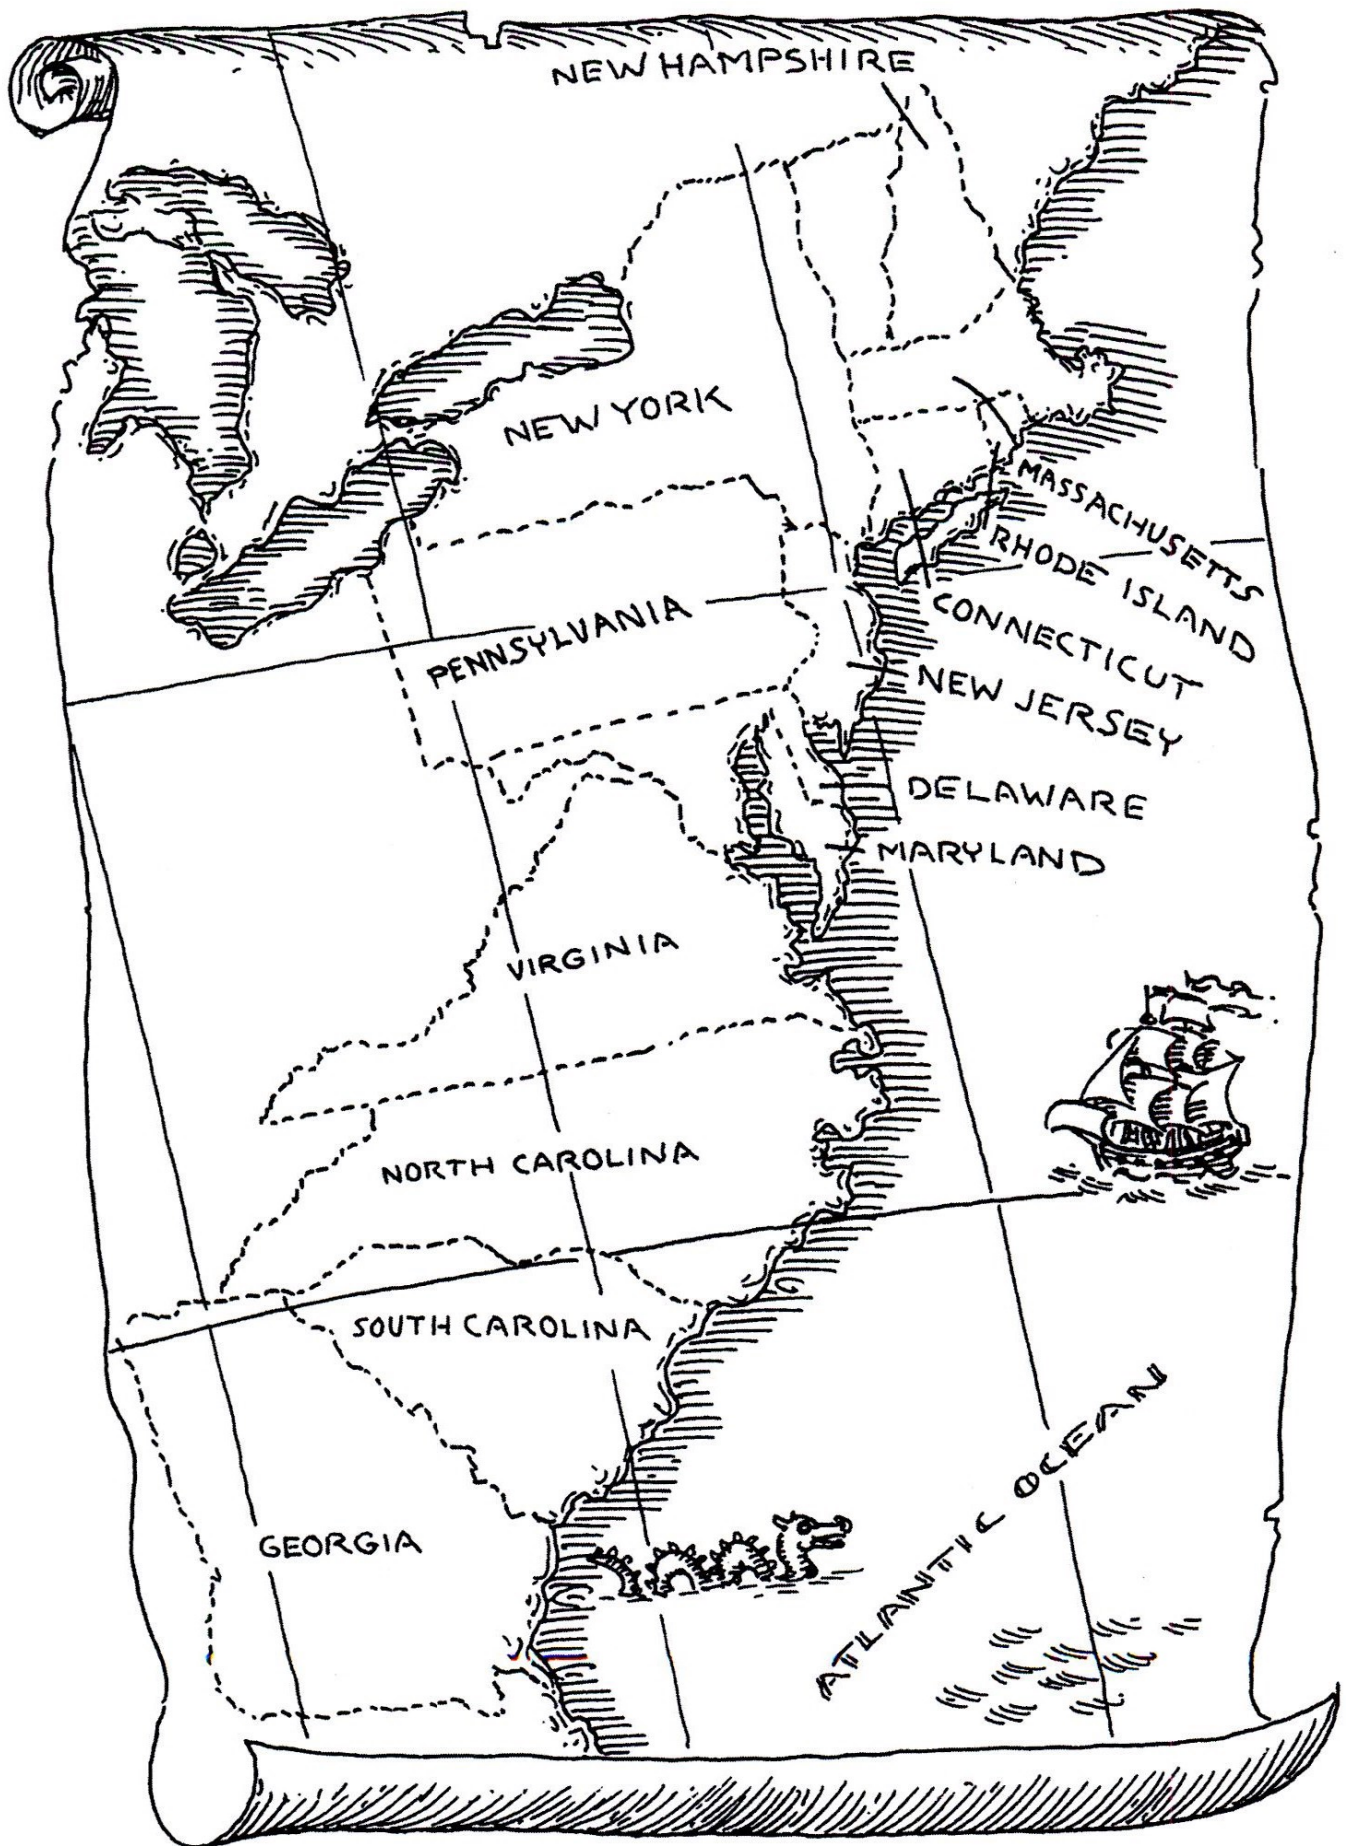 NEW HAMPSHIRE
NEW YORK
MASSACHUSETTS
RHODE ISLAND
CONNECTICUT
PENNSYLVANIA
NEW JERSEY
DELAWARE
MARYLAND
VIRGINIA
NORTH CAROLINA
SOUTH CAROLINA
GEORGIA
ATLANTIC OCEAN